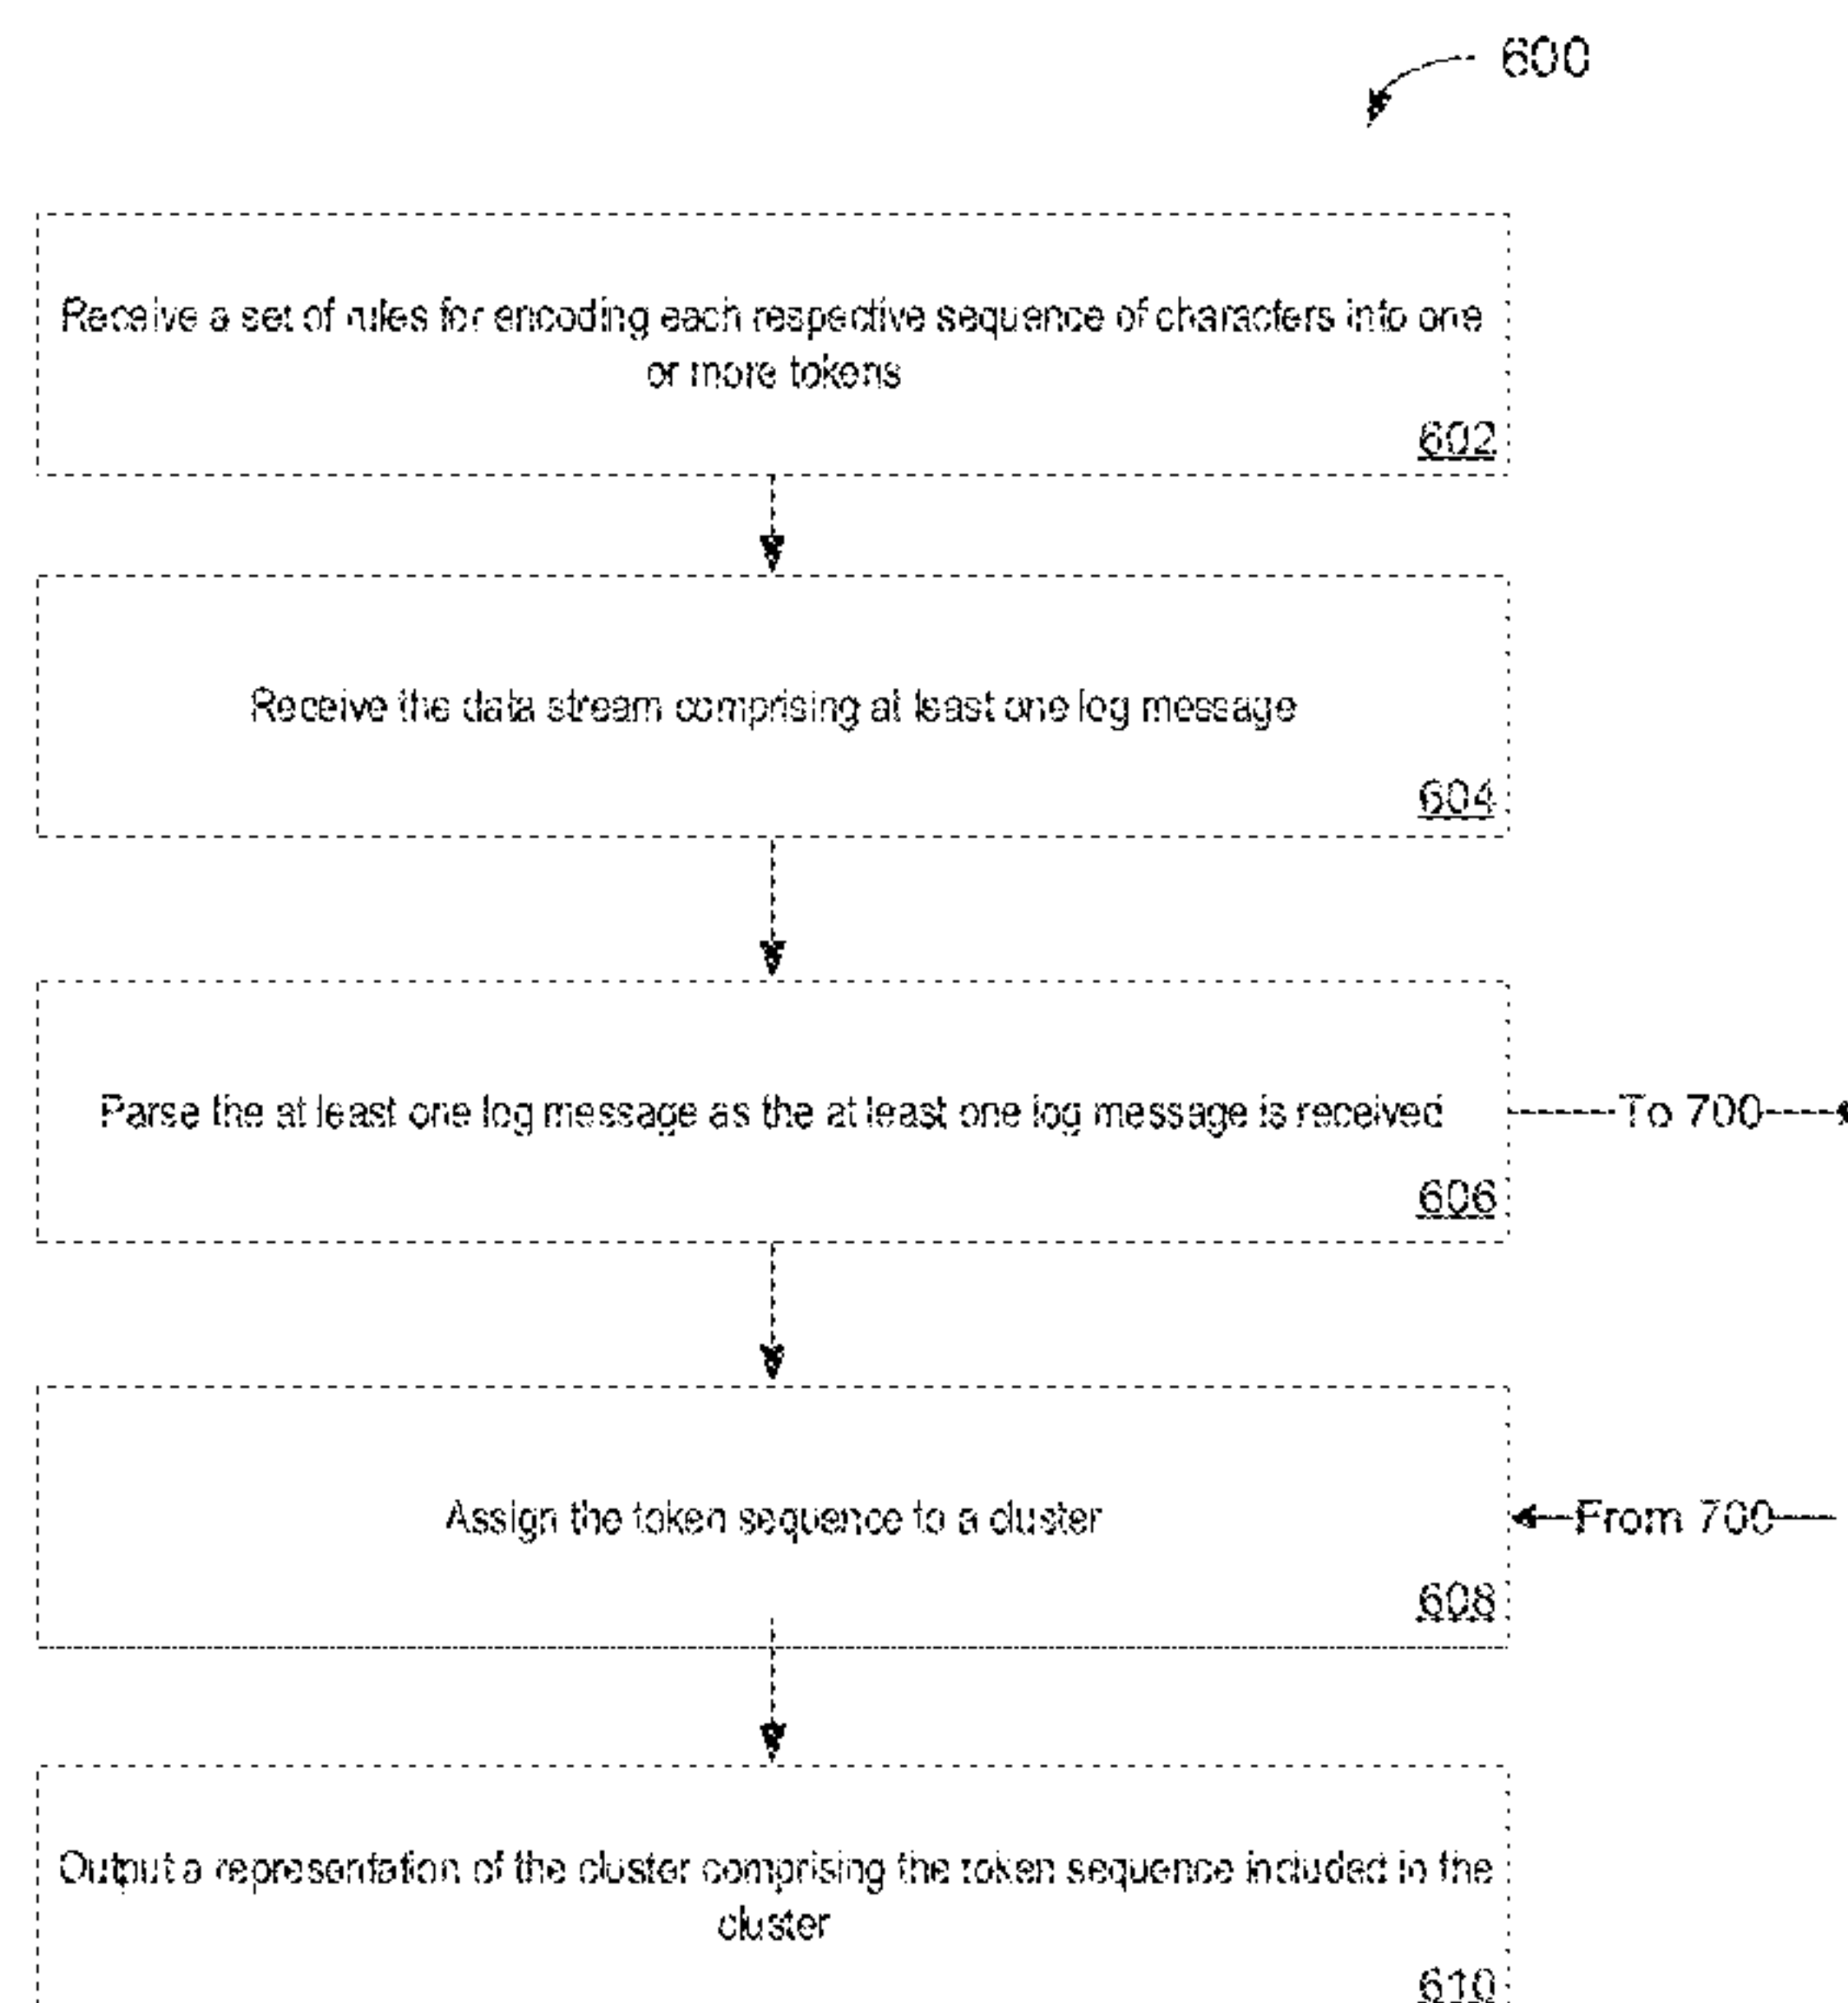 600
Receive a set of rules for encoding each respective sequence of characters into one
or more tokens
602
Receive the data stream comprising at least one log message
604
Parse the at least one log message as the at least one log message is received
To 700
606
Assign the token sequence to a cluster
From 700
608
Output a representation of the cluster comprising the token sequence included in the
cluster
610